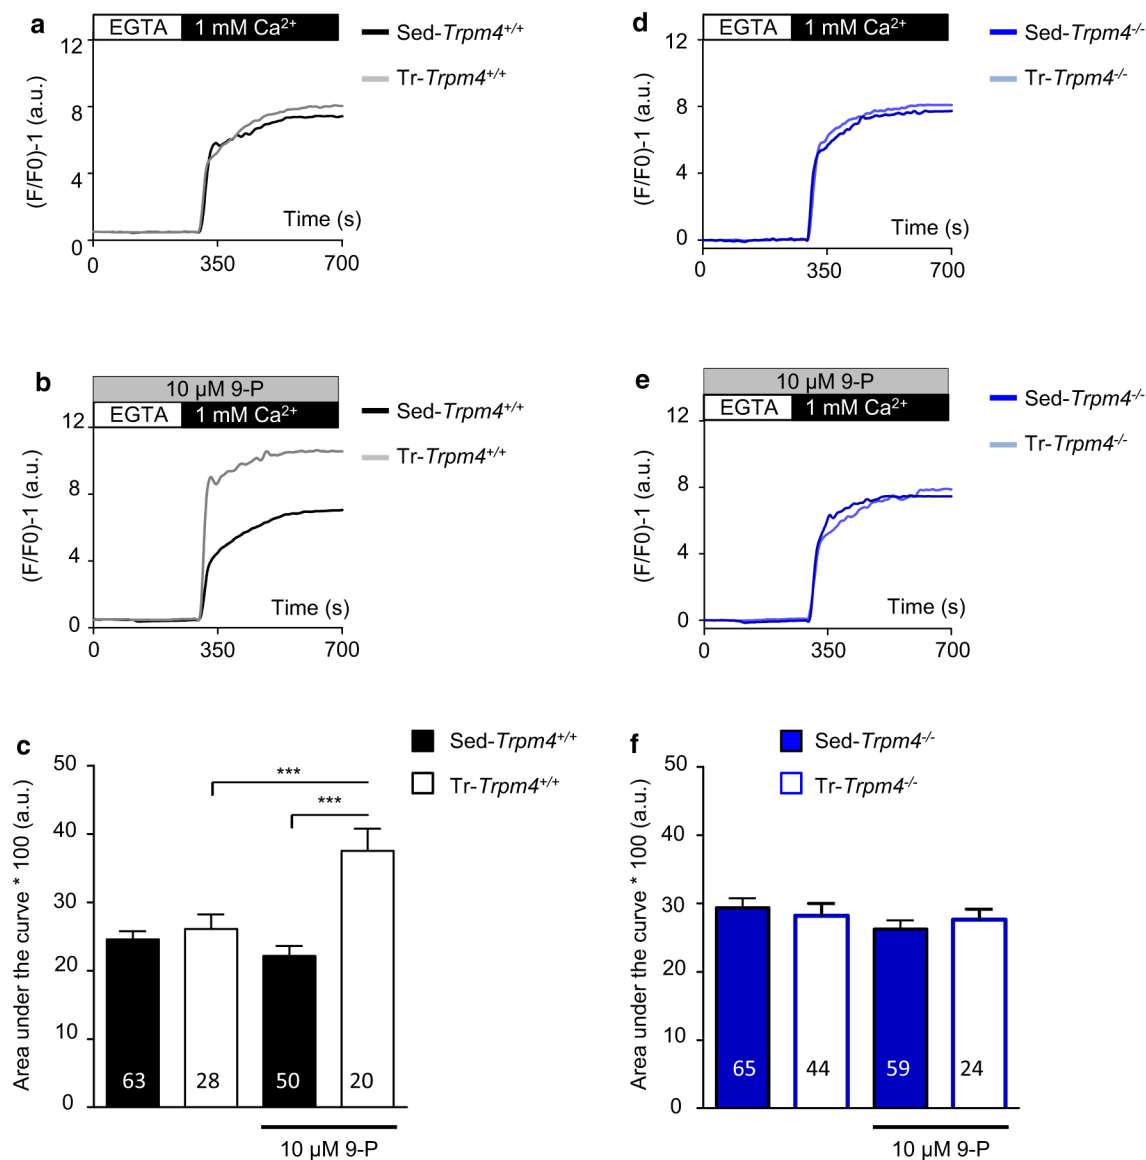 a
EGTA 1 mM Ca²⁺
Sed-Trpm4⁺/⁺
Tr-Trpm4⁺/⁺
(F/F0)-1 (a.u.)
12
8
4
0
Time (s)
0 350 700
d
EGTA 1 mM Ca²⁺
Sed-Trpm4⁻/⁻
Tr-Trpm4⁻/⁻
(F/F0)-1 (a.u.)
12
8
4
0
Time (s)
0 350 700
b
10 µM 9-P
EGTA 1 mM Ca²⁺
Sed-Trpm4⁺/⁺
Tr-Trpm4⁺/⁺
(F/F0)-1 (a.u.)
12
8
4
0
Time (s)
0 350 700
e
10 µM 9-P
EGTA 1 mM Ca²⁺
Sed-Trpm4⁻/⁻
Tr-Trpm4⁻/⁻
(F/F0)-1 (a.u.)
12
8
4
0
Time (s)
0 350 700
c
Sed-Trpm4⁺/⁺
Tr-Trpm4⁺/⁺
Area under the curve * 100 (a.u.)
50
40
30
20
10
0
***
***
63 28 50 20
10 µM 9-P
f
Sed-Trpm4⁻/⁻
Tr-Trpm4⁻/⁻
Area under the curve * 100 (a.u.)
50
40
30
20
10
0
65 44 59 24
10 µM 9-P